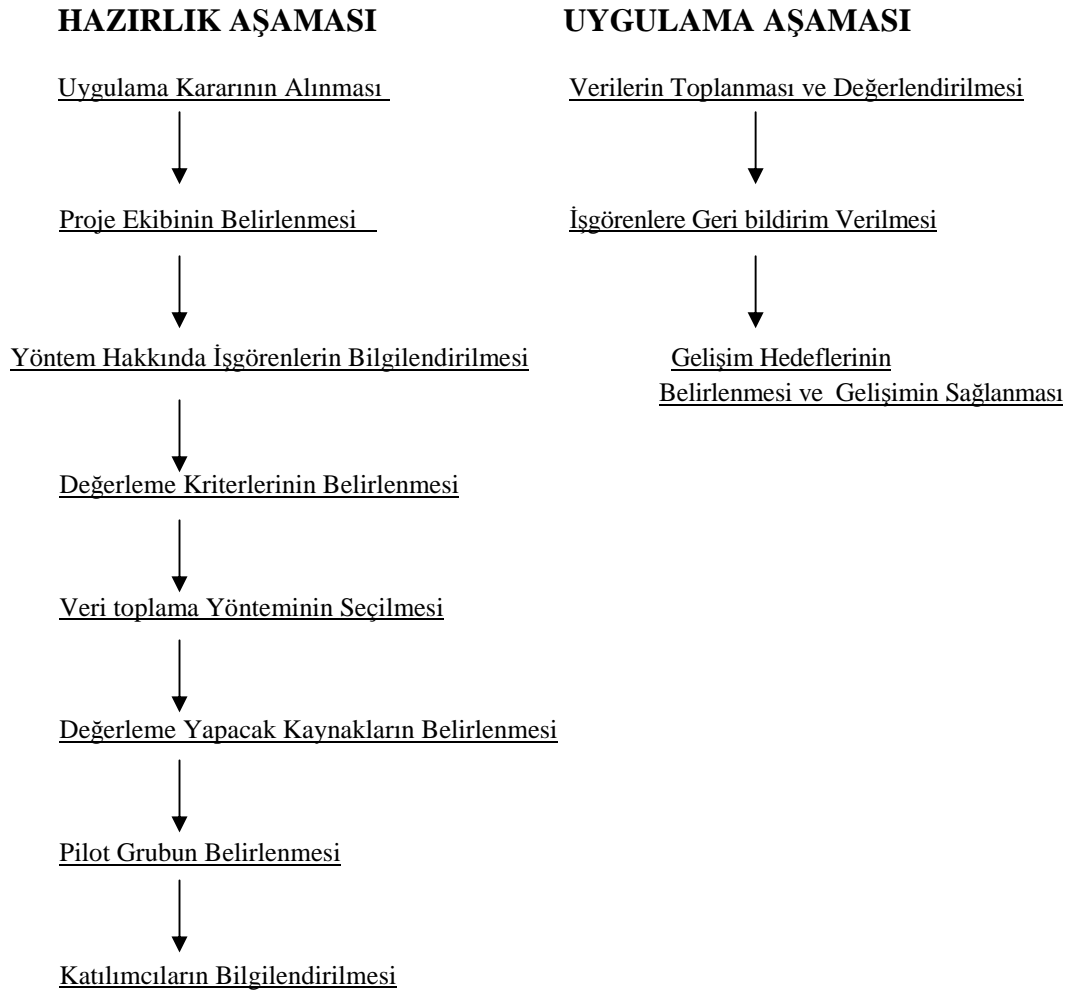 HAZIRLIK AŞAMASI
Uygulama Kararının Alınması
Proje Ekibinin Belirlenmesi
Yöntem Hakkında İşgörenlerin Bilgilendirilmesi
Değerleme Kriterlerinin Belirlenmesi
Veri toplama Yönteminin Seçilmesi
Değerleme Yapacak Kaynakların Belirlenmesi
Pilot Grubun Belirlenmesi
Katılımcıların Bilgilendirilmesi
UYGULAMA AŞAMASI
Verilerin Toplanması ve Değerlendirilmesi
İşgörenlere Geri bildirim Verilmesi
Gelişim Hedeflerinin
Belirlenmesi ve Gelişimin Sağlanması